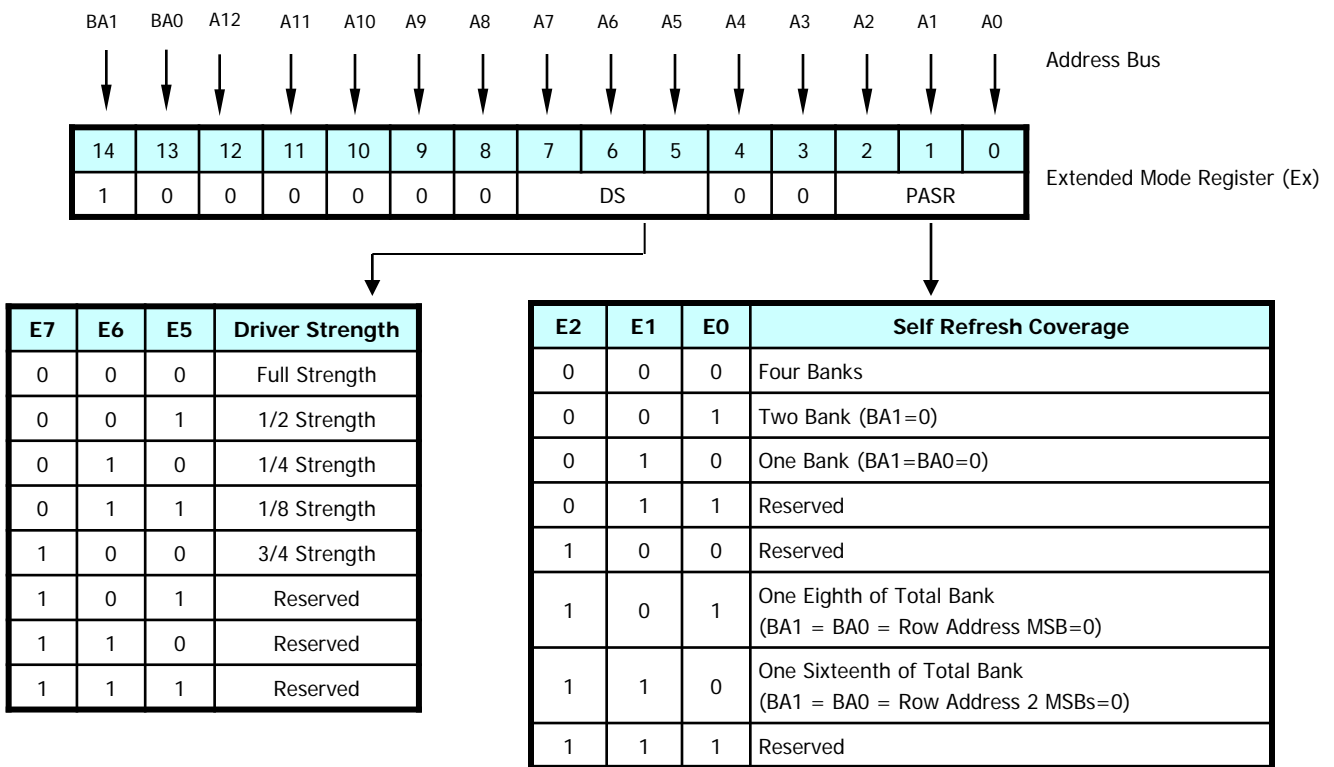 BA1 BA0 A12 A11 A10 A9 A8 A7 A6 A5 A4 A3 A2 A1 A0
Address Bus
14 13 12 11 10 9 8 7 6 5 4 3 2 1 0
1 0 0 0 0 0 0 DS 0 0 PASR
Extended Mode Register (Ex)
E7 E6 E5 Driver Strength
0 0 0 Full Strength
0 0 1 1/2 Strength
0 1 0 1/4 Strength
0 1 1 1/8 Strength
1 0 0 3/4 Strength
1 0 1 Reserved
1 1 0 Reserved
1 1 1 Reserved
E2 E1 E0 Self Refresh Coverage
0 0 0 Four Banks
0 0 1 Two Bank (BA1=0)
0 1 0 One Bank (BA1=BA0=0)
0 1 1 Reserved
1 0 0 Reserved
1 0 1 One Eighth of Total Bank
(BA1 = BA0 = Row Address MSB=0)
1 1 0 One Sixteenth of Total Bank
(BA1 = BA0 = Row Address 2 MSBs=0)
1 1 1 Reserved